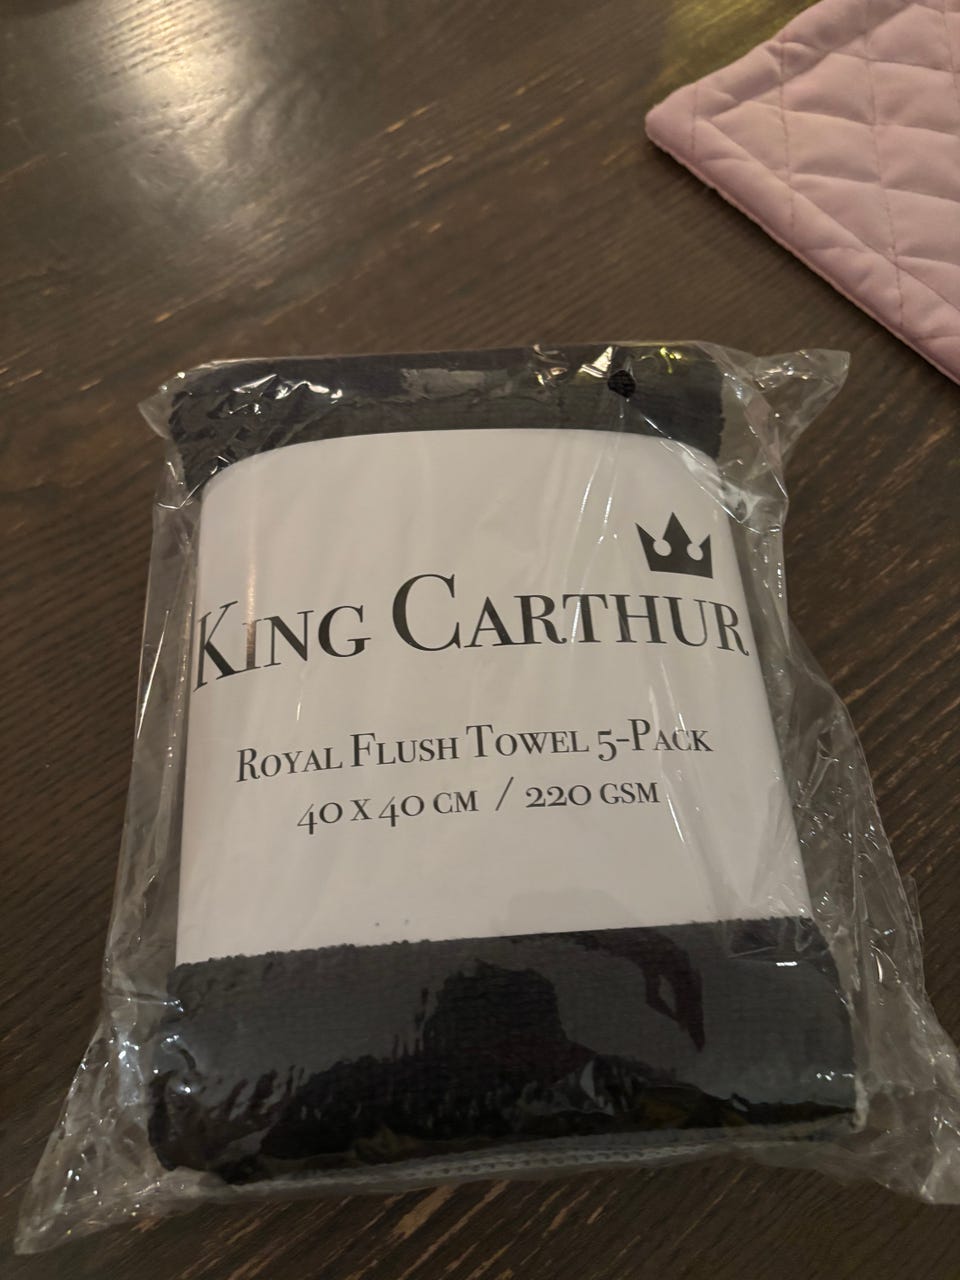 King Carthur
Royal Flush Towel 5-Pack
40 x 40 cm / 220 gsm